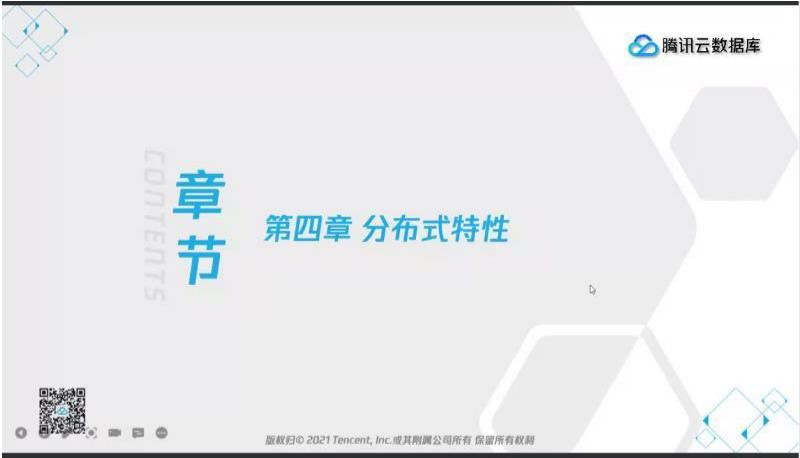 腾讯云数据库
CONTENTS
章节
第四章 分布式特性
版权归© 2021 Tencent, Inc.或其附属公司所有 保留所有权利